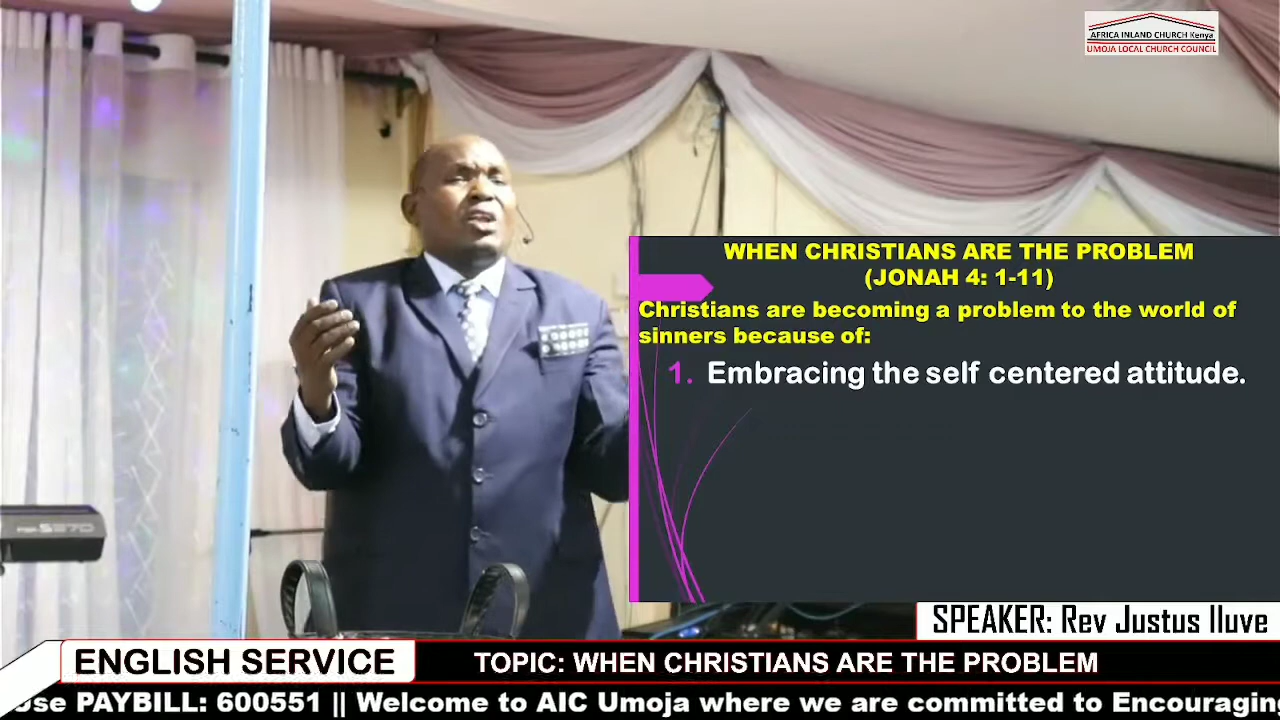 AFRICA INLAND CHURCH Kenya
UMOJA LOCAL CHURCH COUNCIL
WHEN CHRISTIANS ARE THE PROBLEM
(JONAH 4: 1-11)
Christians are becoming a problem to the world of
sinners because of:
1. Embracing the self centered attitude.
SPEAKER: Rev Justus Iluve
ENGLISH SERVICE
TOPIC: WHEN CHRISTIANS ARE THE PROBLEM
Use PAYBILL: 600551 || Welcome to AIC Umoja where we are committed to Encouragin